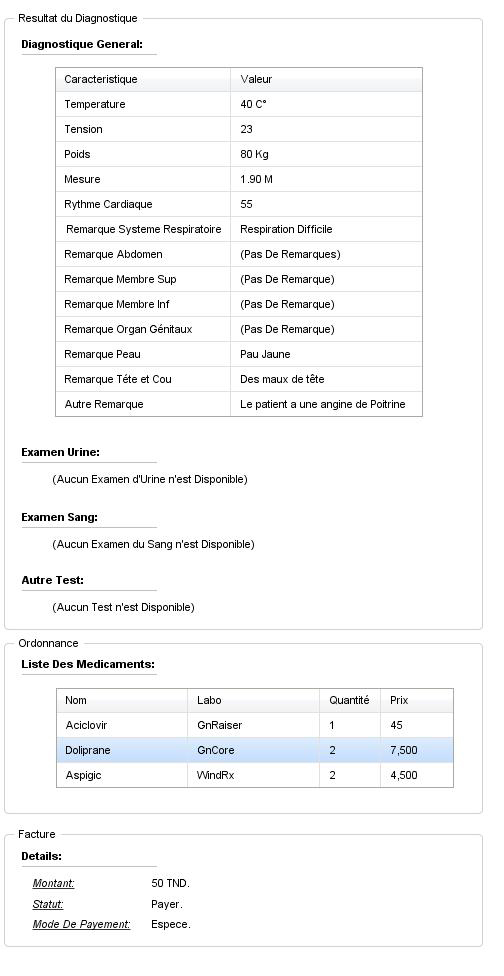 Resultat du Diagnostique
Diagnostique General:
Caracteristique Valeur
Temperature 40 C°
Tension 23
Poids 80 Kg
Mesure 1.90 M
Rythme Cardiaque 55
Remarque Systeme Respiratoire Respiration Difficile
Remarque Abdomen (Pas De Remarques)
Remarque Membre Sup (Pas De Remarque)
Remarque Membre Inf (Pas De Remarque)
Remarque Organ Génitaux (Pas De Remarque)
Remarque Peau Pau Jaune
Remarque Téte et Cou Des maux de tête
Autre Remarque Le patient a une angine de Poitrine
Examen Urine:
(Aucun Examen d'Urine n'est Disponible)
Examen Sang:
(Aucun Examen du Sang n'est Disponible)
Autre Test:
(Aucun Test n'est Disponible)
Ordonnance
Liste Des Medicaments:
Nom Labo Quantité Prix
Aciclovir GnRaiser 1 45
Doliprane GnCore 2 7,500
Aspigic WindRx 2 4,500
Facture
Details:
Montant: 50 TND.
Statut: Payer.
Mode De Payement: Espece.